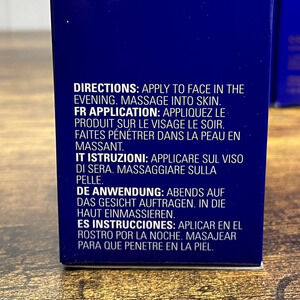 DIRECTIONS: APPLY TO FACE IN THE
EVENING. MASSAGE INTO SKIN.
FR APPLICATION: APPLIQUEZ LE
PRODUIT SUR LE VISAGE LE SOIR.
FAITES PÉNÉTRER DANS LA PEAU EN
MASSANT.
IT ISTRUZIONI: APPLICARE SUL VISO
DI SERA. MASSAGGIARE SULLA
PELLE.
DE ANWENDUNG: ABENDS AUF
DAS GESICHT AUFTRAGEN. IN DIE
HAUT EINMASSIEREN.
ES INSTRUCCIONES: APLICAR EN EL
ROSTRO POR LA NOCHE. MASAJEAR
PARA QUE PENETRE EN LA PIEL.